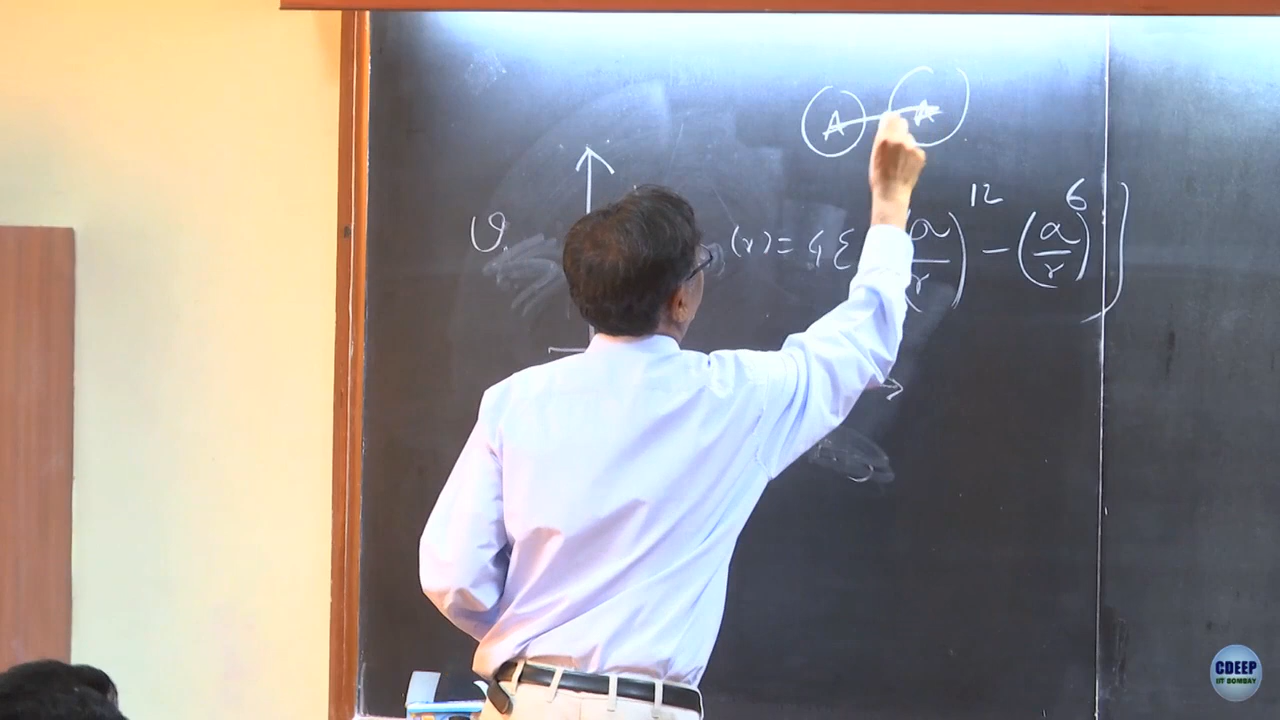 A A
υ (r) = 4ε (σ/r)^12 - (σ/r)^6 ]
CDEEP
IIT BOMBAY